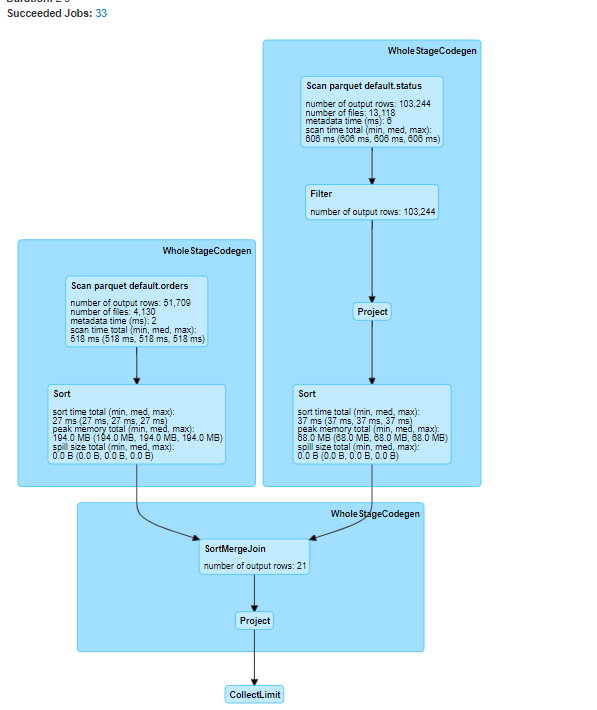 Succeeded Jobs: 33
WholeStageCodegen
Scan parquet default.status
number of output rows: 103,244
number of files: 13,118
metadata time (ms): 6
scan time total (min, med, max):
606 ms (606 ms, 606 ms, 606 ms)
Filter
number of output rows: 103,244
Project
Sort
sort time total (min, med, max):
37 ms (37 ms, 37 ms, 37 ms)
peak memory total (min, med, max):
68.0 MB (68.0 MB, 68.0 MB, 68.0 MB)
spill size total (min, med, max):
0.0 B (0.0 B, 0.0 B, 0.0 B)
WholeStageCodegen
Scan parquet default.orders
number of output rows: 51,709
number of files: 4,130
metadata time (ms): 2
scan time total (min, med, max):
518 ms (518 ms, 518 ms, 518 ms)
Sort
sort time total (min, med, max):
27 ms (27 ms, 27 ms, 27 ms)
peak memory total (min, med, max):
194.0 MB (194.0 MB, 194.0 MB, 194.0 MB)
spill size total (min, med, max):
0.0 B (0.0 B, 0.0 B, 0.0 B)
WholeStageCodegen
SortMergeJoin
number of output rows: 21
Project
CollectLimit